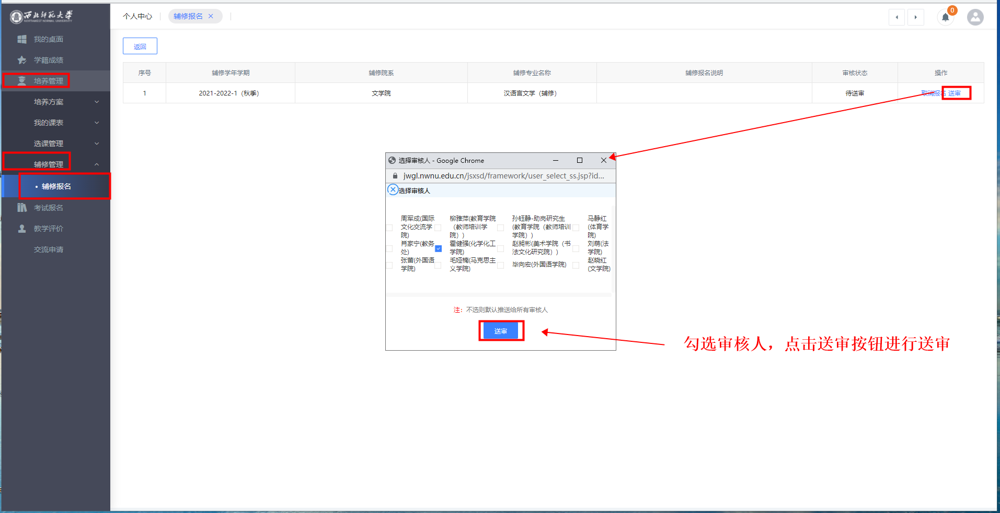 西北师范大学
NORTHWEST NORMAL UNIVERSITY
个人中心
辅修报名
0
我的桌面
学籍成绩
培养管理
培养方案
我的课表
选课管理
辅修管理
辅修报名
考试报名
教学评价
交流申请
返回
序号 辅修学年学期 辅修院系 辅修专业名称 辅修报名说明 审核状态 操作
1 2021-2022-1（秋季） 文学院 汉语言文学（辅修） 待送审 取消报名 送审
选择审核人 - Google Chrome
jwgl.nwnu.edu.cn/jsxsd/framework/user_select_ss.jsp?id...
选择审核人
周军成(国际 柳雅萍(教育学院 孙钰静-助岗研究生 马静红
文化交流学 （教师培训学 (教育学院（教师培训 (体育学
院) 院）) 学院）) 院)
肖家宁(教务 霍健强(化学化工 赵昶彬(美术学院（书 刘萌(法
处) 学院) 法文化研究院）) 学院)
张苗(外国语 毛娅楠(马克思主 毕向宏(外国语学院) 赵晓红
学院) 义学院) (文学院)
注：不选则默认推送给所有审核人
送审
勾选审核人，点击送审按钮进行送审